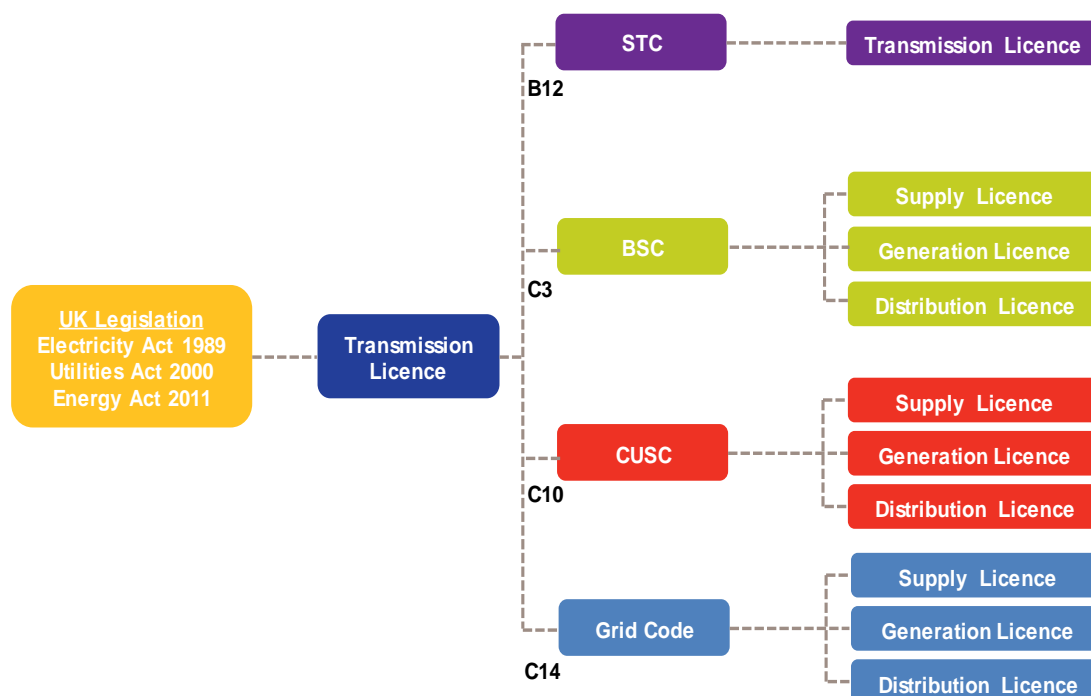 UK Legislation
Electricity Act 1989
Utilities Act 2000
Energy Act 2011
Transmission
Licence
B12
STC
Transmission Licence
C3
BSC
Supply Licence
Generation Licence
Distribution Licence
C10
CUSC
Supply Licence
Generation Licence
Distribution Licence
C14
Grid Code
Supply Licence
Generation Licence
Distribution Licence